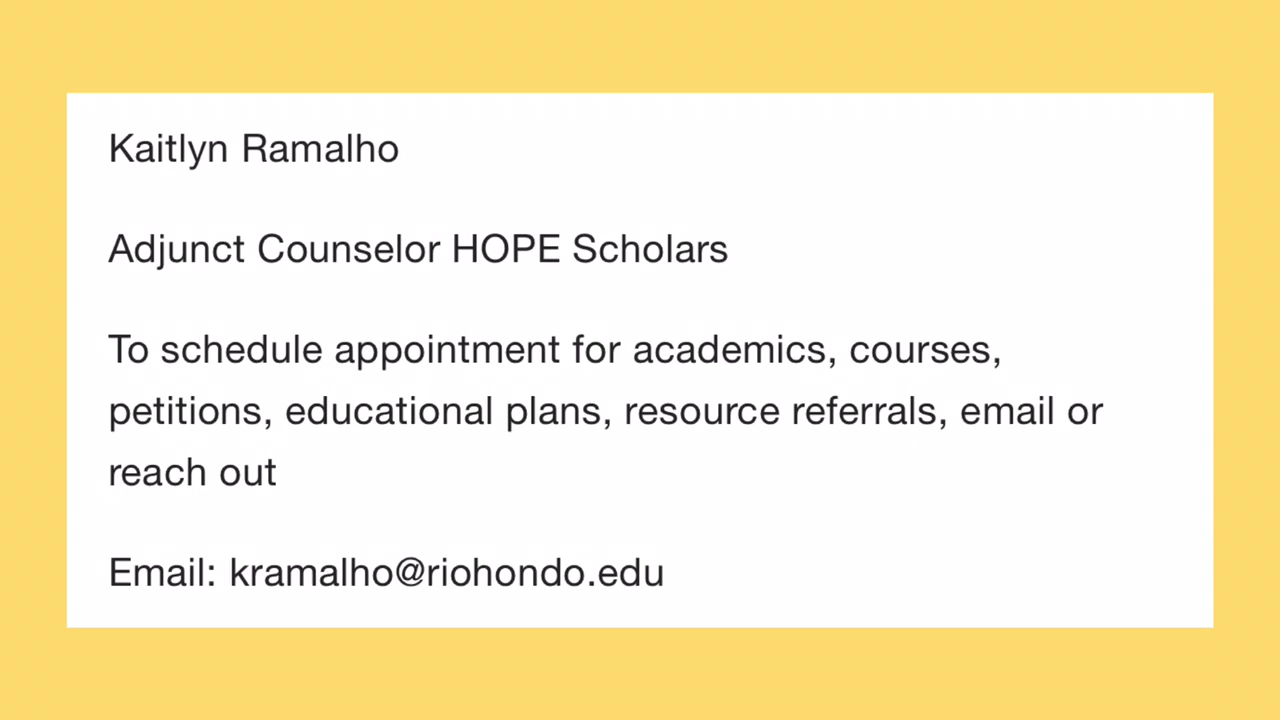 Kaitlyn Ramalho
Adjunct Counselor HOPE Scholars
To schedule appointment for academics, courses,
petitions, educational plans, resource referrals, email or
reach out
Email: kramalho@riohondo.edu